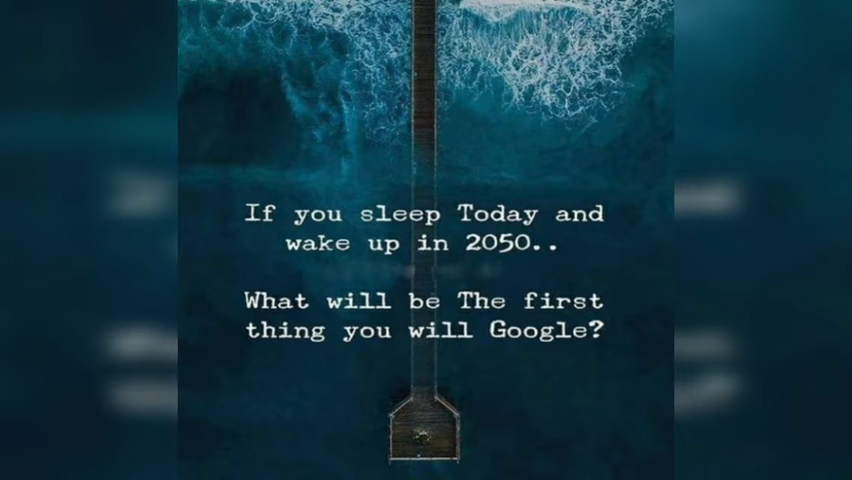 If you sleep Today and
wake up in 2050..
What will be The first
thing you will Google?